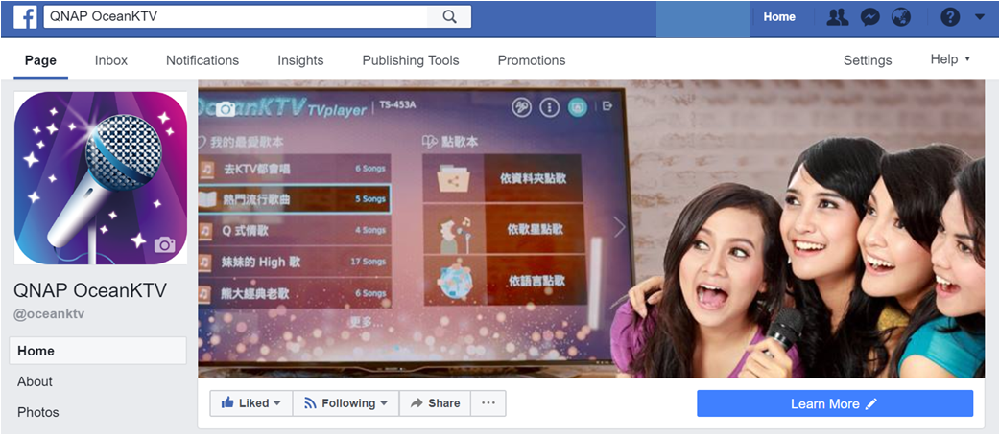 QNAP OceanKTV
Home
Page Inbox Notifications Insights Publishing Tools Promotions Settings Help
OceanKTV TVplayer | TS-453A
我的最愛歌本
去KTV都會唱 6 Songs
熱門流行歌曲 5 Songs
Q 式情歌 4 Songs
妹妹的 High 歌 17 Songs
熊大經典老歌 6 Songs
更多...
點歌本
依資料夾點歌
依歌星點歌
依語言點歌
QNAP OceanKTV
@oceanktv
Home
About
Photos
Liked Following Share ...
Learn More